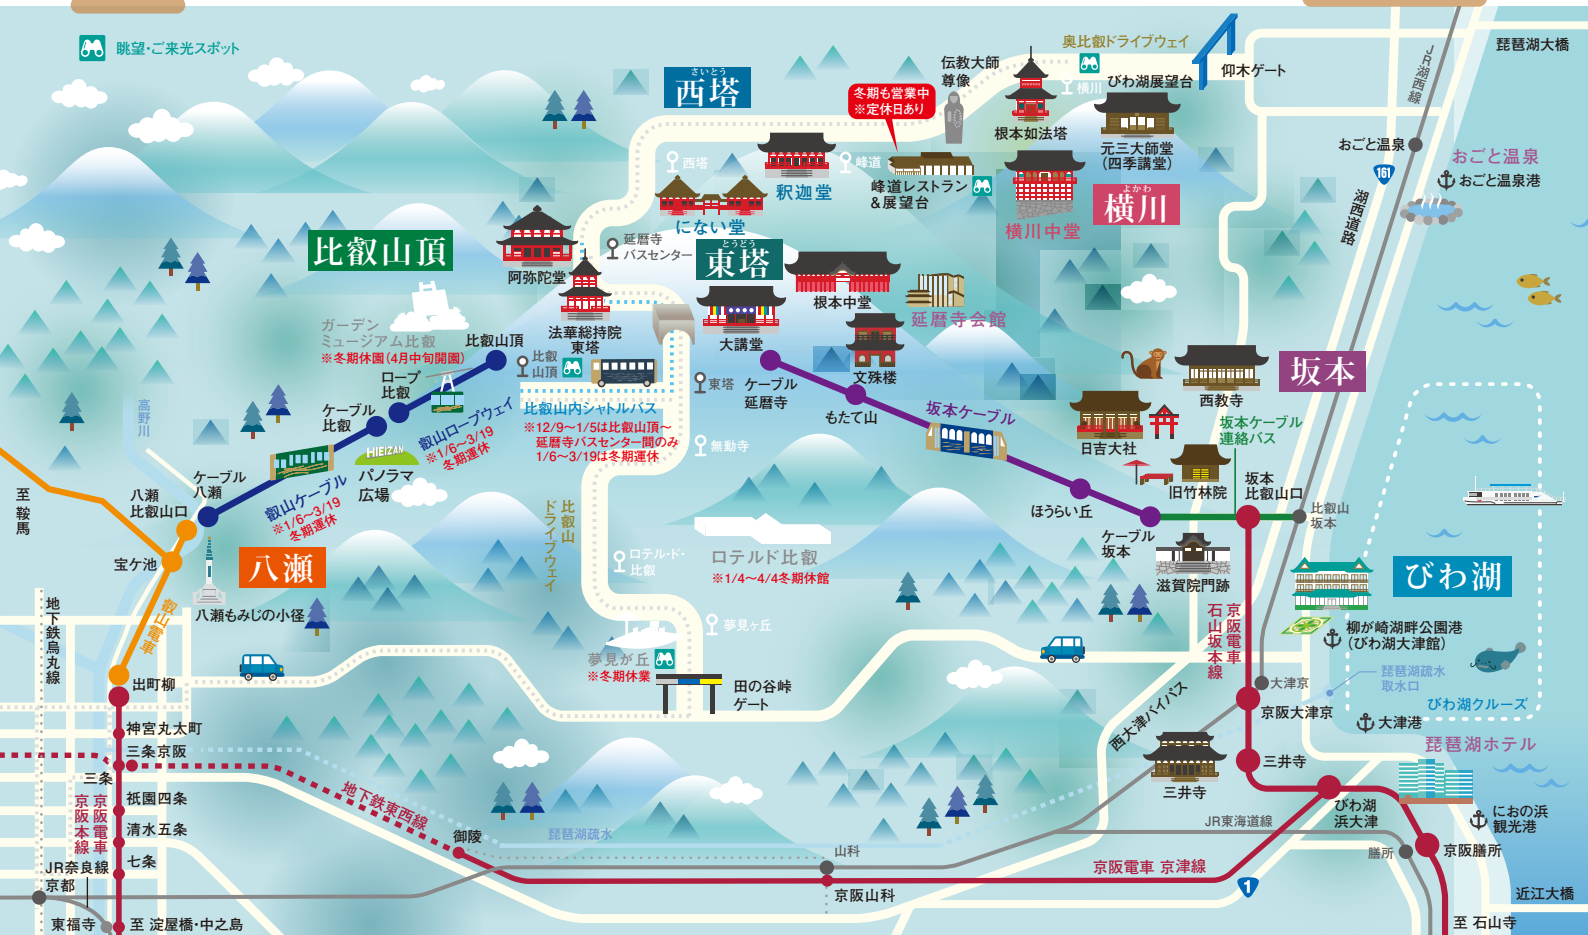 眺望・ご来光スポット
さいとう
西塔
奥比叡ドライブウェイ
びわ湖展望台
仰木ゲート
琵琶湖大橋
JR湖西線
伝教大師
尊像
冬期も営業中
※定休日あり
横川
根本如法塔
元三大師堂
(四季講堂)
おごと温泉
おごと温泉
おごと温泉港
161
湖西道路
西塔
釈迦堂
峰道
峰道レストラン
&展望台
よかわ
横川
横川中堂
にない堂
延暦寺
バスセンター
とうどう
東塔
比叡山頂
阿弥陀堂
根本中堂
延暦寺会館
法華総持院
東塔
大講堂
文殊楼
ガーデン
ミュージアム比叡
※冬期休園(4月中旬開園)
比叡山頂
比叡
山頂
ロープ
比叡
ケーブル
比叡
東塔
ケーブル
延暦寺
もたて山
坂本ケーブル
西教寺
坂本
日吉大社
坂本ケーブル
連絡バス
叡山ロープウェイ
※1/6~3/19
冬期運休
比叡山内シャトルバス
※12/9~1/5は比叡山頂~
延暦寺バスセンター間のみ
1/6~3/19は冬期運休
無動寺
高野川
HIEIZAN
パノラマ
広場
ケーブル
八瀬
叡山ケーブル
※1/6~3/19
冬期運休
八瀬
比叡山口
至 鞍馬
宝ケ池
八瀬
八瀬もみじの小径
比叡山
ドライブウェイ
ロテル・ド・
比叡
ロテルド比叡
※1/4~4/4冬期休館
ほうらい丘
旧竹林院
坂本
比叡山口
比叡山
坂本
ケーブル
坂本
滋賀院門跡
びわ湖
柳が崎湖畔公園港
(びわ湖大津館)
京阪電車
石山坂本線
地下鉄烏丸線
叡山電車
夢見ヶ丘
夢見が丘
※冬期休業
田の谷峠
ゲート
出町柳
神宮丸太町
三条京阪
三条
祇園四条
清水五条
七条
京阪電車
京阪本線
JR奈良線
京都
東福寺
至 淀屋橋・中之島
地下鉄東西線
御陵
琵琶湖疏水
山科
京阪山科
京阪電車 京津線
1
JR東海道線
西大津バイパス
三井寺
大津京
京阪大津京
琵琶湖疏水
取水口
びわ湖クルーズ
大津港
琵琶湖ホテル
三井寺
びわ湖
浜大津
におの浜
観光港
膳所
京阪膳所
近江大橋
至 石山寺